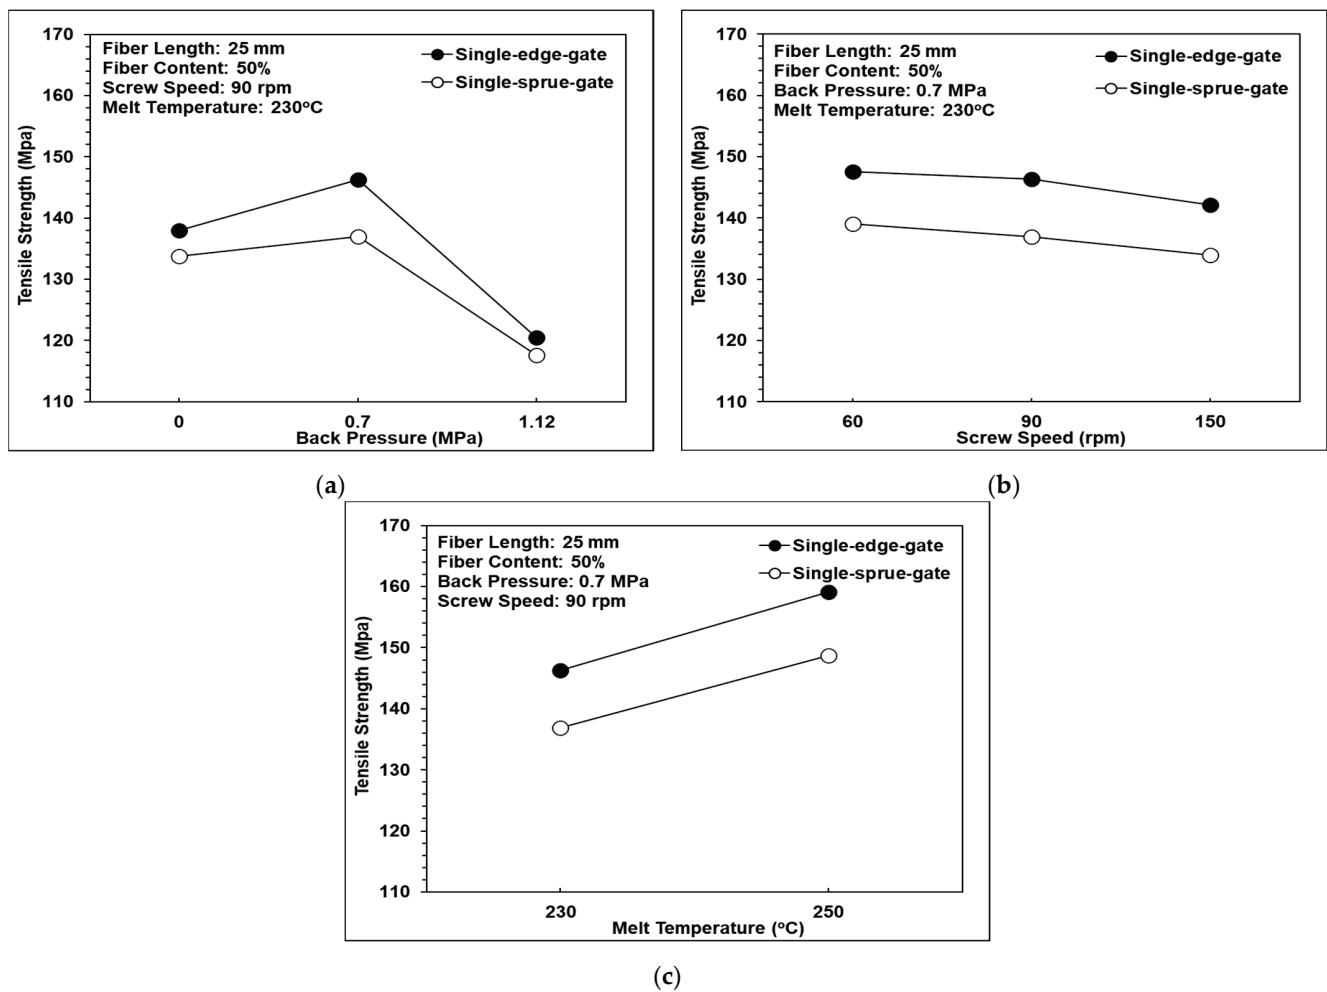 170
160
150
140
130
120
110
Tensile Strength (Mpa)
Fiber Length: 25 mm
Fiber Content: 50%
Screw Speed: 90 rpm
Melt Temperature: 230°C
Single-edge-gate
Single-sprue-gate
0 0.7 1.12
Back Pressure (MPa)
(a)
170
160
150
140
130
120
110
Tensile Strength (Mpa)
Fiber Length: 25 mm
Fiber Content: 50%
Back Pressure: 0.7 MPa
Melt Temperature: 230°C
Single-edge-gate
Single-sprue-gate
60 90 150
Screw Speed (rpm)
(b)
170
160
150
140
130
120
110
Tensile Strength (Mpa)
Fiber Length: 25 mm
Fiber Content: 50%
Back Pressure: 0.7 MPa
Screw Speed: 90 rpm
Single-edge-gate
Single-sprue-gate
230 250
Melt Temperature (°C)
(c)